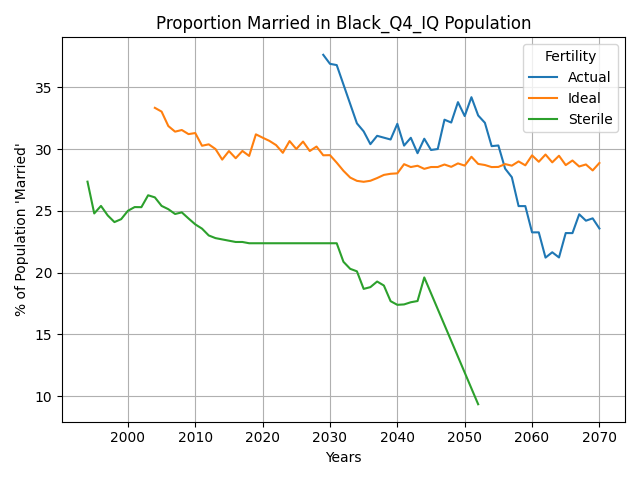 Proportion Married in Black_Q4_IQ Population
% of Population 'Married'
35
30
25
20
15
10
Fertility
Actual
Ideal
Sterile
2000 2010 2020 2030 2040 2050 2060 2070
Years